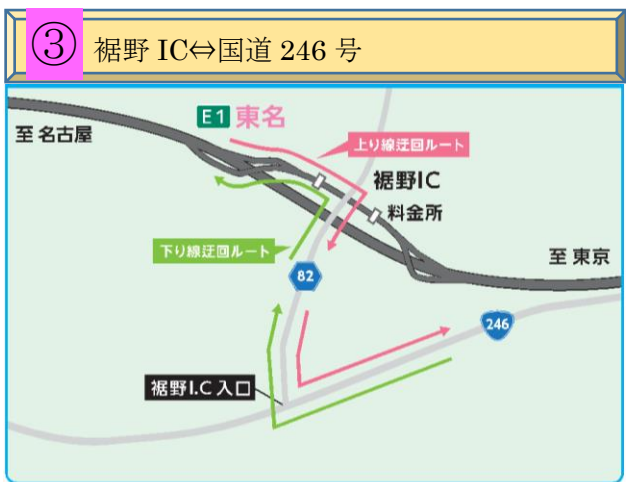 ③ 裾野 IC⇔国道 246 号
E1 東名
至 名古屋
上り線迂回ルート
裾野IC
料金所
下り線迂回ルート
至 東京
82
246
裾野I.C入口